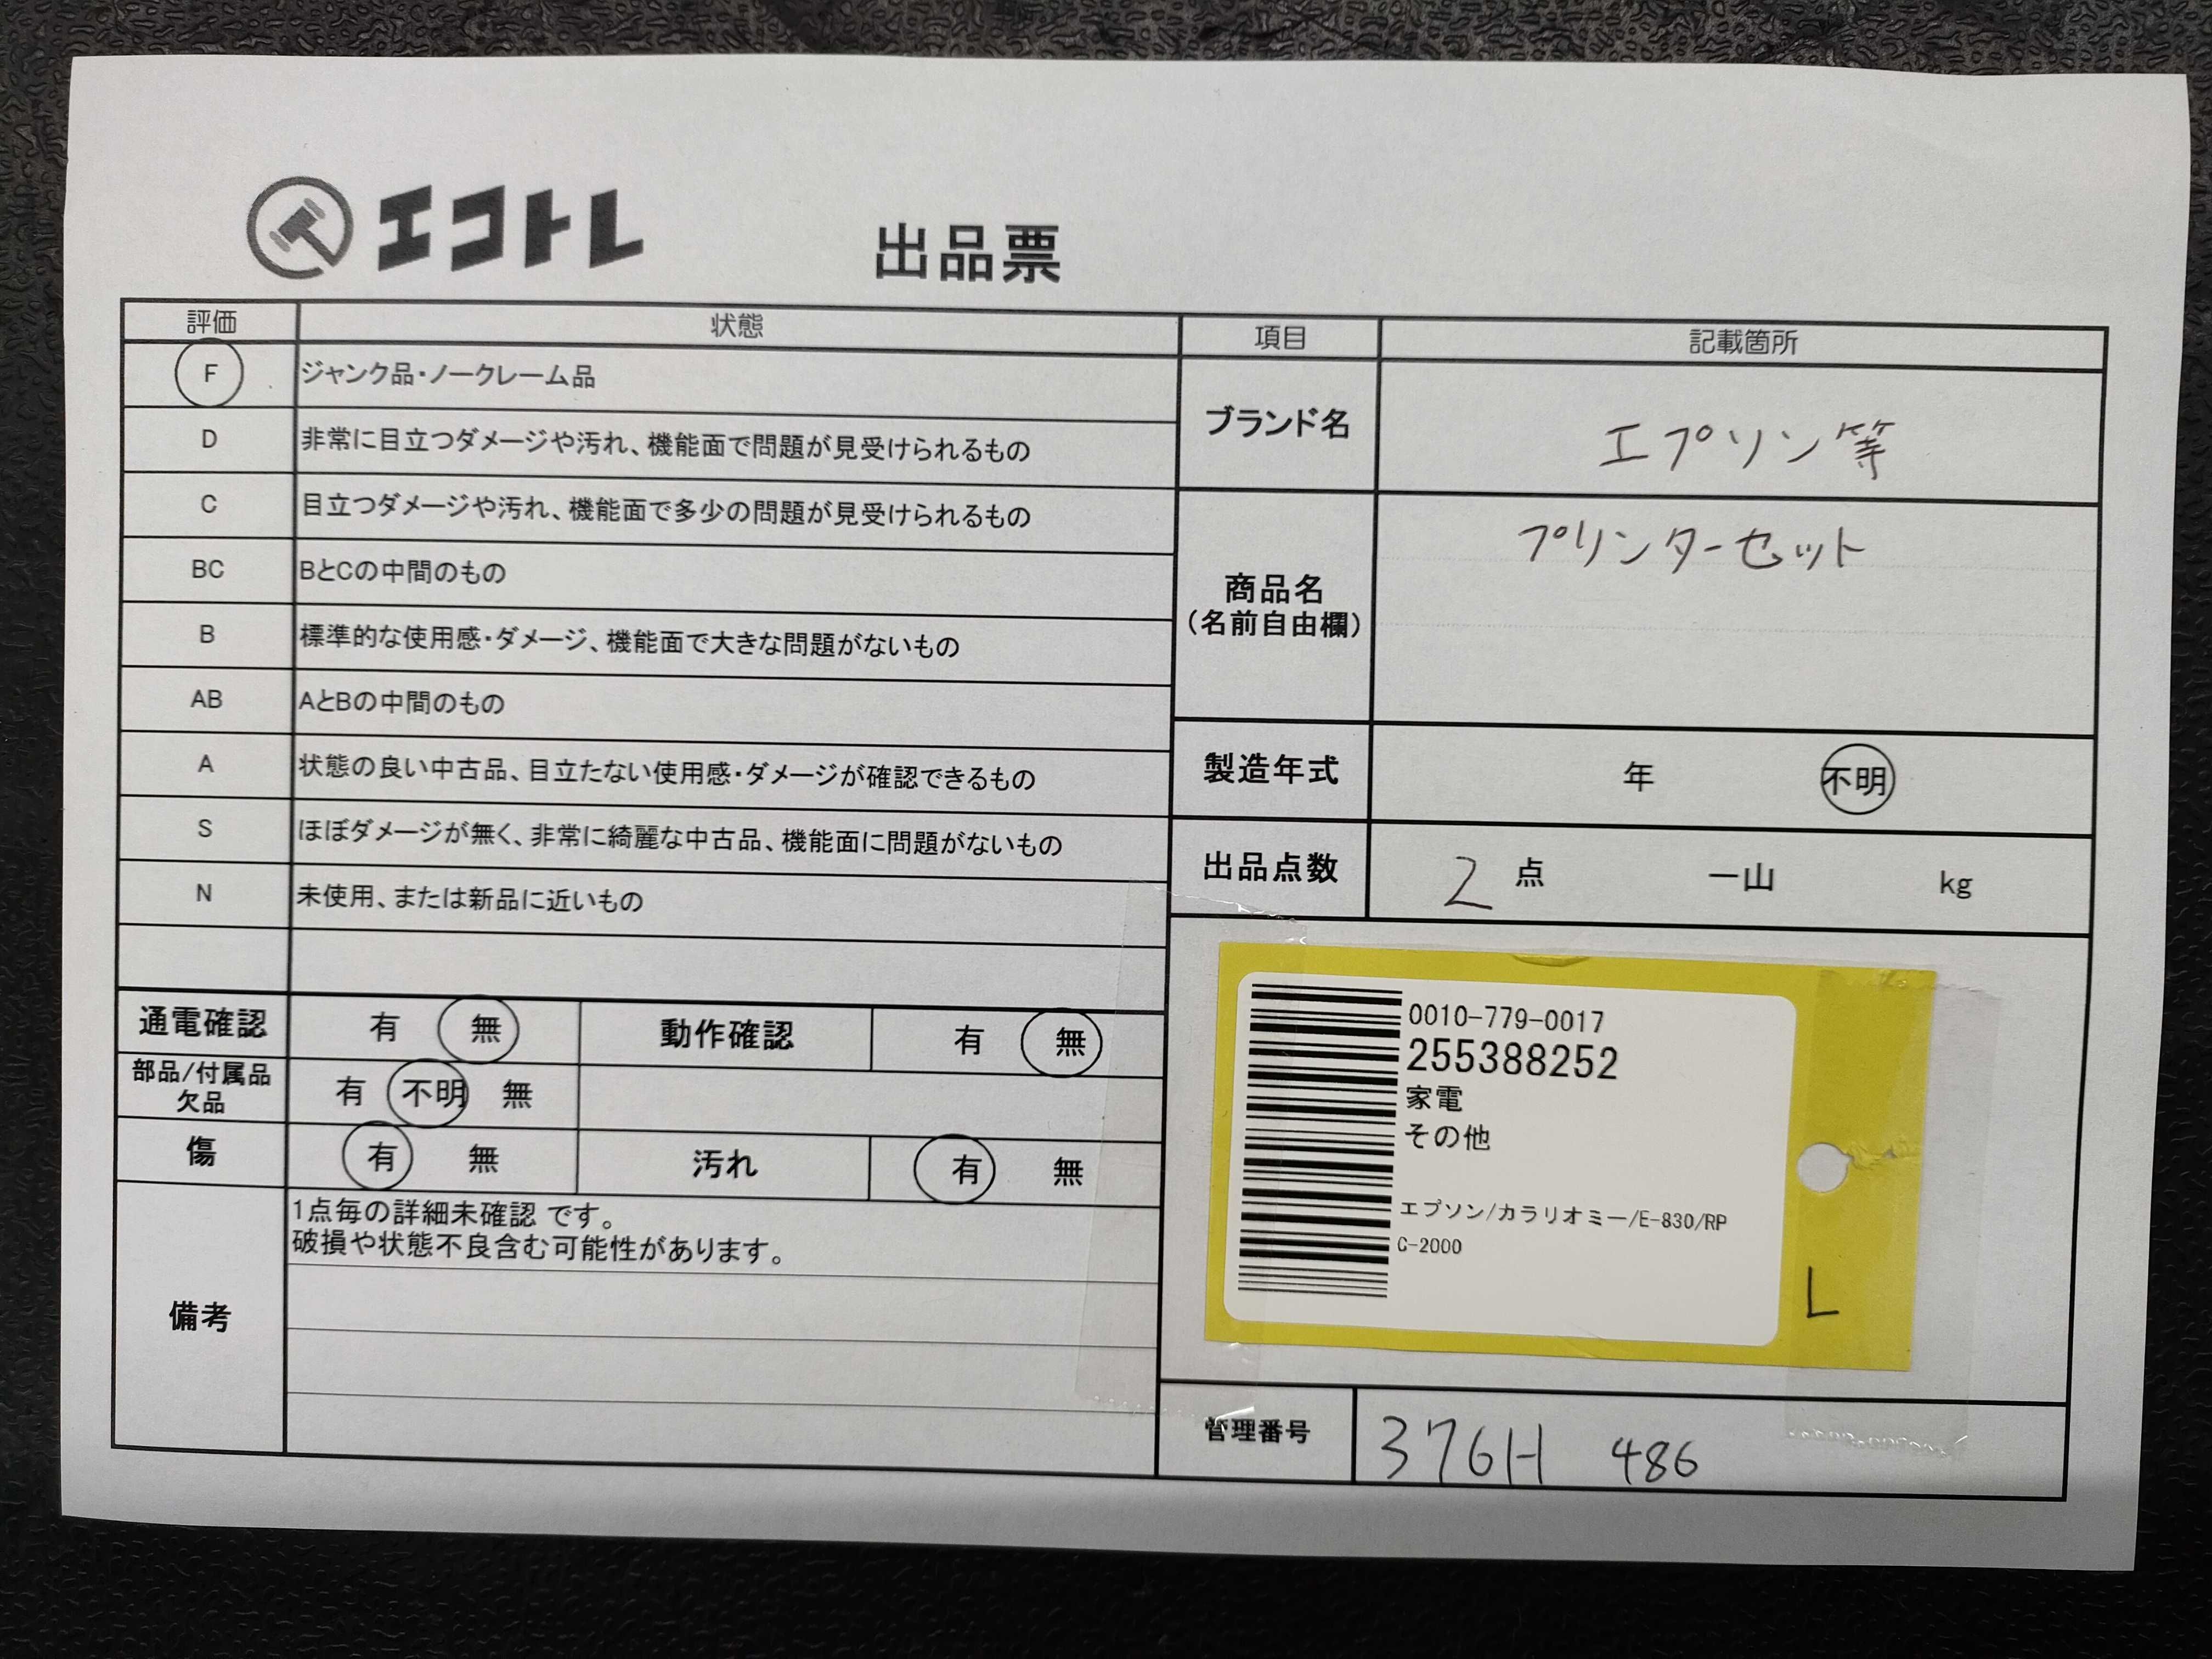 エコトレ
出品票
評価 状態
F ジャンク品・ノークレーム品
D 非常に目立つダメージや汚れ、機能面で問題が見受けられるもの
C 目立つダメージや汚れ、機能面で多少の問題が見受けられるもの
BC BとCの中間のもの
B 標準的な使用感・ダメージ、機能面で大きな問題がないもの
AB AとBの中間のもの
A 状態の良い中古品、目立たない使用感・ダメージが確認できるもの
S ほぼダメージが無く、非常に綺麗な中古品、機能面に問題がないもの
N 未使用、または新品に近いもの
通電確認 有 無 動作確認 有 無
部品/付属品
欠品 有 不明 無
傷 有 無 汚れ 有 無
備考
1点毎の詳細未確認 です。
破損や状態不良含む可能性があります。
項目 記載箇所
ブランド名 エプソン等
商品名
(名前自由欄)
プリンターセット
製造年式 年 不明
出品点数 2 点 一山 kg
0010-779-0017
255388252
家電
その他
エプソン/カラリオミー/E-830/RP
C-2000
L
管理番号 376H 486